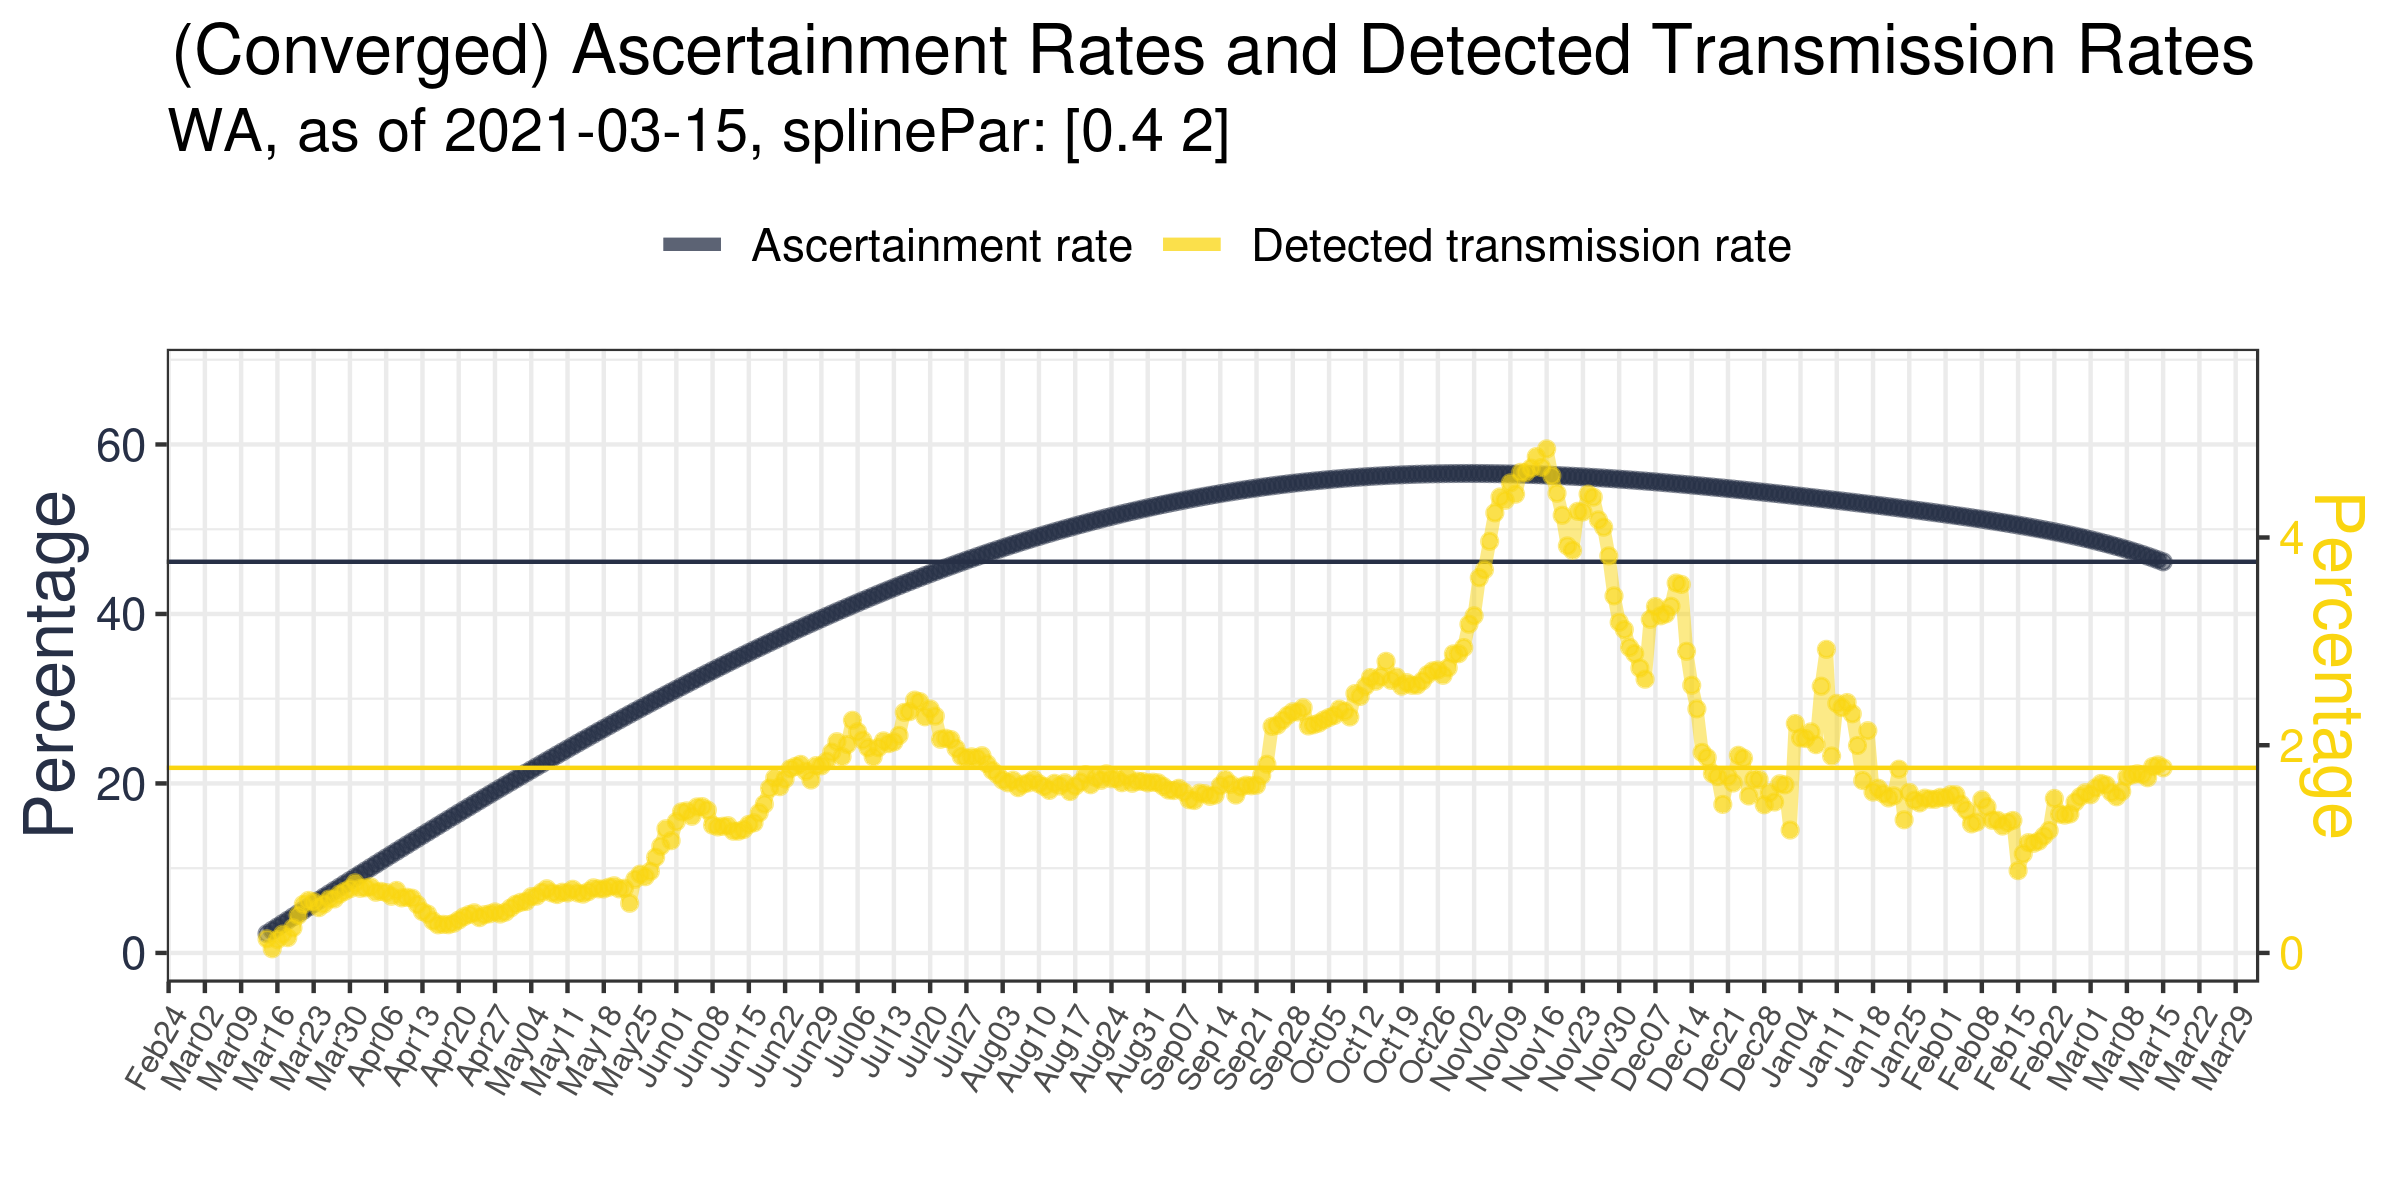 (Converged) Ascertainment Rates and Detected Transmission Rates
WA, as of 2021-03-15, splinePar: [0.4 2]
Ascertainment rate
Detected transmission rate
Percentage
60
40
20
0
4
2
0
Percentage
Feb24
Mar02
Mar09
Mar16
Mar23
Mar30
Apr06
Apr13
Apr20
Apr27
May04
May11
May18
May25
Jun01
Jun08
Jun15
Jun22
Jun29
Jul06
Jul13
Jul20
Jul27
Aug03
Aug10
Aug17
Aug24
Aug31
Sep07
Sep14
Sep21
Sep28
Oct05
Oct12
Oct19
Oct26
Nov02
Nov09
Nov16
Nov23
Nov30
Dec07
Dec14
Dec21
Dec28
Jan04
Jan11
Jan18
Jan25
Feb01
Feb08
Feb15
Feb22
Mar01
Mar08
Mar15
Mar22
Mar29